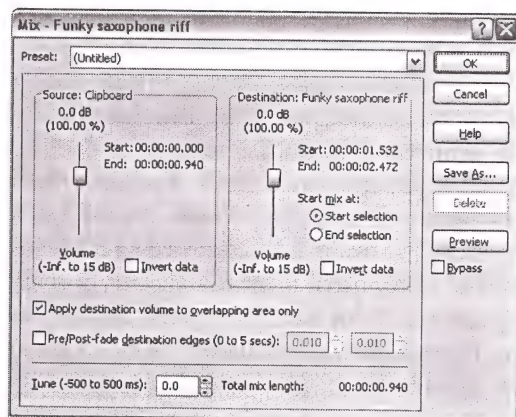 Mix - Funky saxophone riff
Preset: (Untitled)
OK
Cancel
Help
Save As...
Delete
Preview
Bypass
Source: Clipboard
0.0 dB
(100.00 %)
Start: 00:00:00.000
End: 00:00:00.940
Volume
(-Inf. to 15 dB)
Invert data
Destination: Funky saxophone riff
0.0 dB
(100.00 %)
Start: 00:00:01.532
End: 00:00:02.472
Start mix at:
Start selection
End selection
Volume
(-Inf. to 15 dB)
Invert data
Apply destination volume to overlapping area only
Pre/Post-fade destination edges (0 to 5 secs): 0.010 0.010
Tune (-500 to 500 ms): 0.0 Total mix length: 00:00:00.940